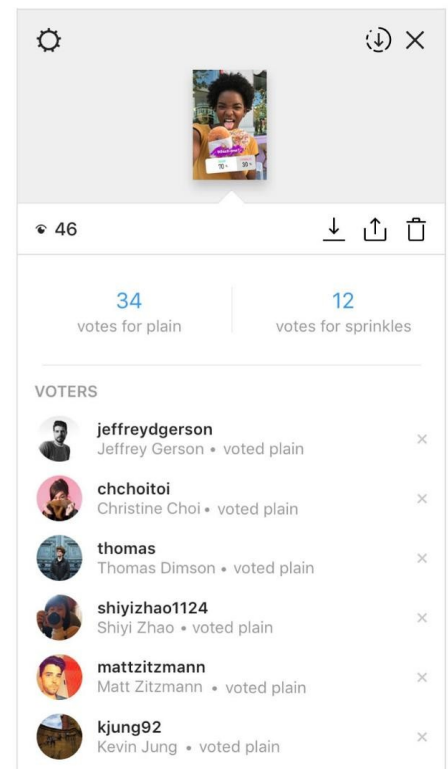 46
34
12
votes for plain
votes for sprinkles
VOTERS
jeffreydgerson
Jeffrey Gerson • voted plain
chchoitoi
Christine Choi • voted plain
thomas
Thomas Dimson • voted plain
shiyizhao1124
Shiyi Zhao • voted plain
mattzitzmann
Matt Zitzmann • voted plain
kjung92
Kevin Jung • voted plain